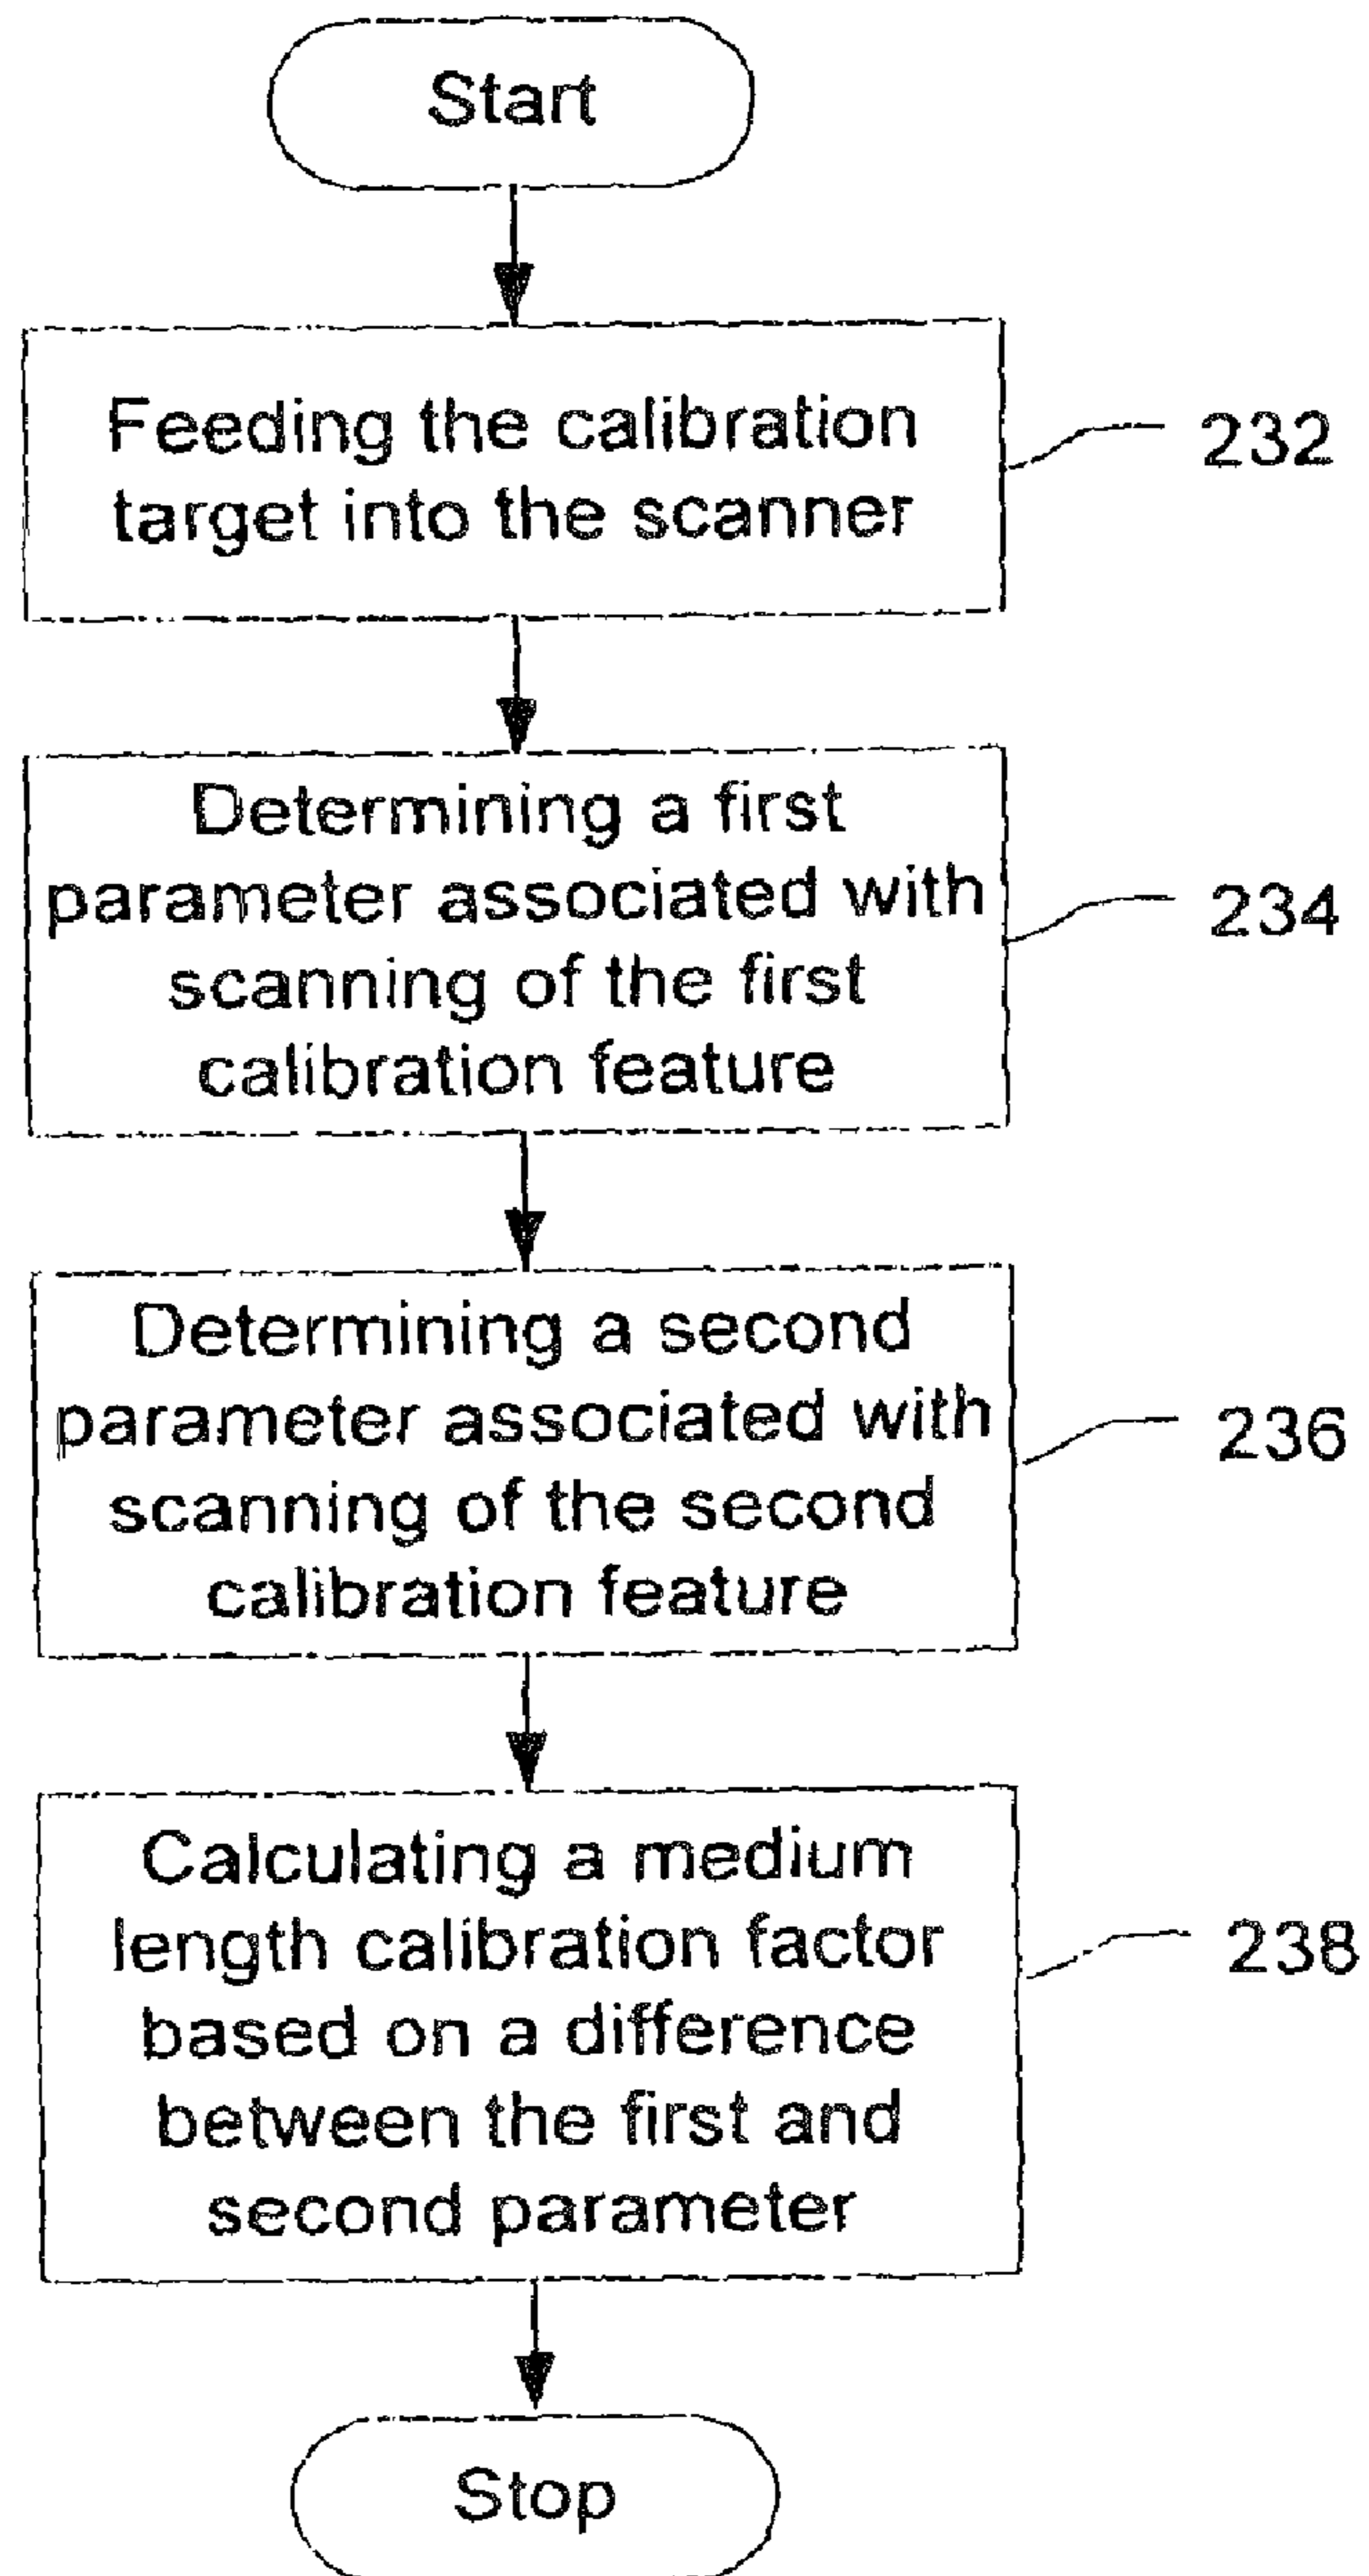 Start
Feeding the calibration
target into the scanner
232
Determining a first
parameter associated with
scanning of the first
calibration feature
234
Determining a second
parameter associated with
scanning of the second
calibration feature
236
Calculating a medium
length calibration factor
based on a difference
between the first and
second parameter
238
Stop